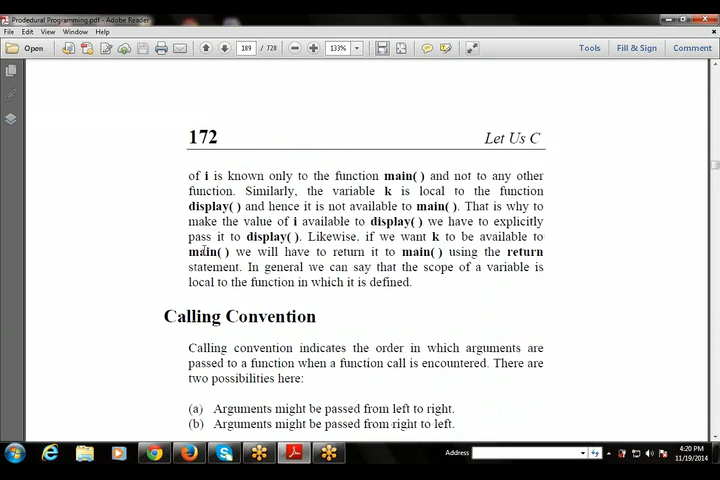 Prodedural Programming.pdf - Adobe Reader
File Edit View Window Help
Open 189 / 728 133% Tools Fill & Sign Comment
172 Let Us C
of i is known only to the function main( ) and not to any other
function. Similarly, the variable k is local to the function
display( ) and hence it is not available to main( ). That is why to
make the value of i available to display( ) we have to explicitly
pass it to display( ). Likewise, if we want k to be available to
main( ) we will have to return it to main( ) using the return
statement. In general we can say that the scope of a variable is
local to the function in which it is defined.
Calling Convention
Calling convention indicates the order in which arguments are
passed to a function when a function call is encountered. There are
two possibilities here:
(a) Arguments might be passed from left to right.
(b) Arguments might be passed from right to left.
Address
4:20 PM
11/19/2014